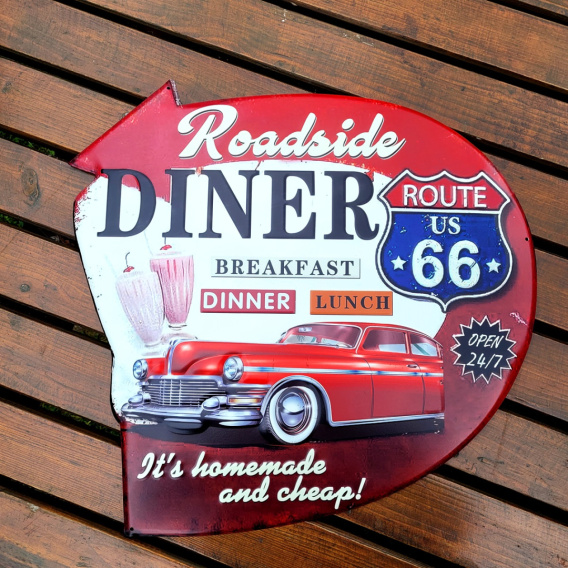 Roadside
DINER
ROUTE
US
66
BREAKFAST
DINNER LUNCH
OPEN
24/7
It's homemade
and cheap!